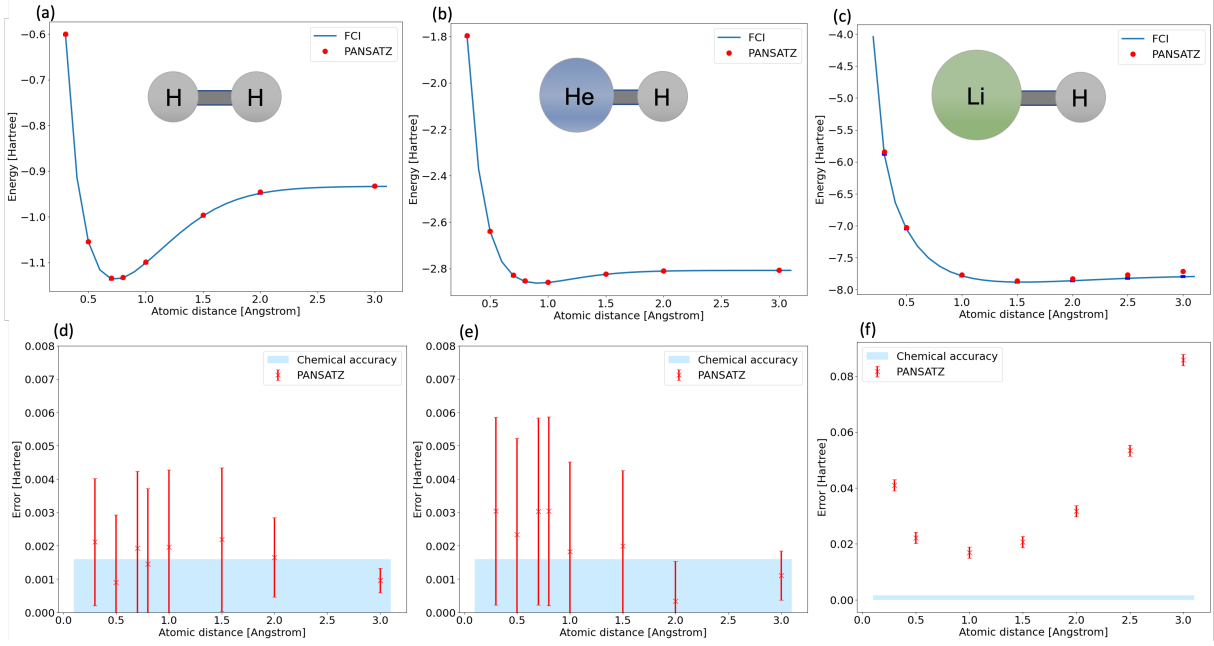 (a)
FCI
PANSATZ
H H
Energy [Hartree]
−0.6
−0.7
−0.8
−0.9
−1.0
−1.1
0.5 1.0 1.5 2.0 2.5 3.0
Atomic distance [Angstrom]
(b)
FCI
PANSATZ
He H
Energy [Hartree]
−1.8
−2.0
−2.2
−2.4
−2.6
−2.8
0.5 1.0 1.5 2.0 2.5 3.0
Atomic distance [Angstrom]
(c)
FCI
PANSATZ
Li H
Energy [Hartree]
−4.0
−4.5
−5.0
−5.5
−6.0
−6.5
−7.0
−7.5
−8.0
0.5 1.0 1.5 2.0 2.5 3.0
Atomic distance [Angstrom]
(d)
Chemical accuracy
PANSATZ
Error [Hartree]
0.008
0.007
0.006
0.005
0.004
0.003
0.002
0.001
0.000
0.0 0.5 1.0 1.5 2.0 2.5 3.0
Atomic distance [Angstrom]
(e)
Chemical accuracy
PANSATZ
Error [Hartree]
0.008
0.007
0.006
0.005
0.004
0.003
0.002
0.001
0.000
0.0 0.5 1.0 1.5 2.0 2.5 3.0
Atomic distance [Angstrom]
(f)
Chemical accuracy
PANSATZ
Error [Hartree]
0.08
0.06
0.04
0.02
0.00
0.0 0.5 1.0 1.5 2.0 2.5 3.0
Atomic distance [Angstrom]